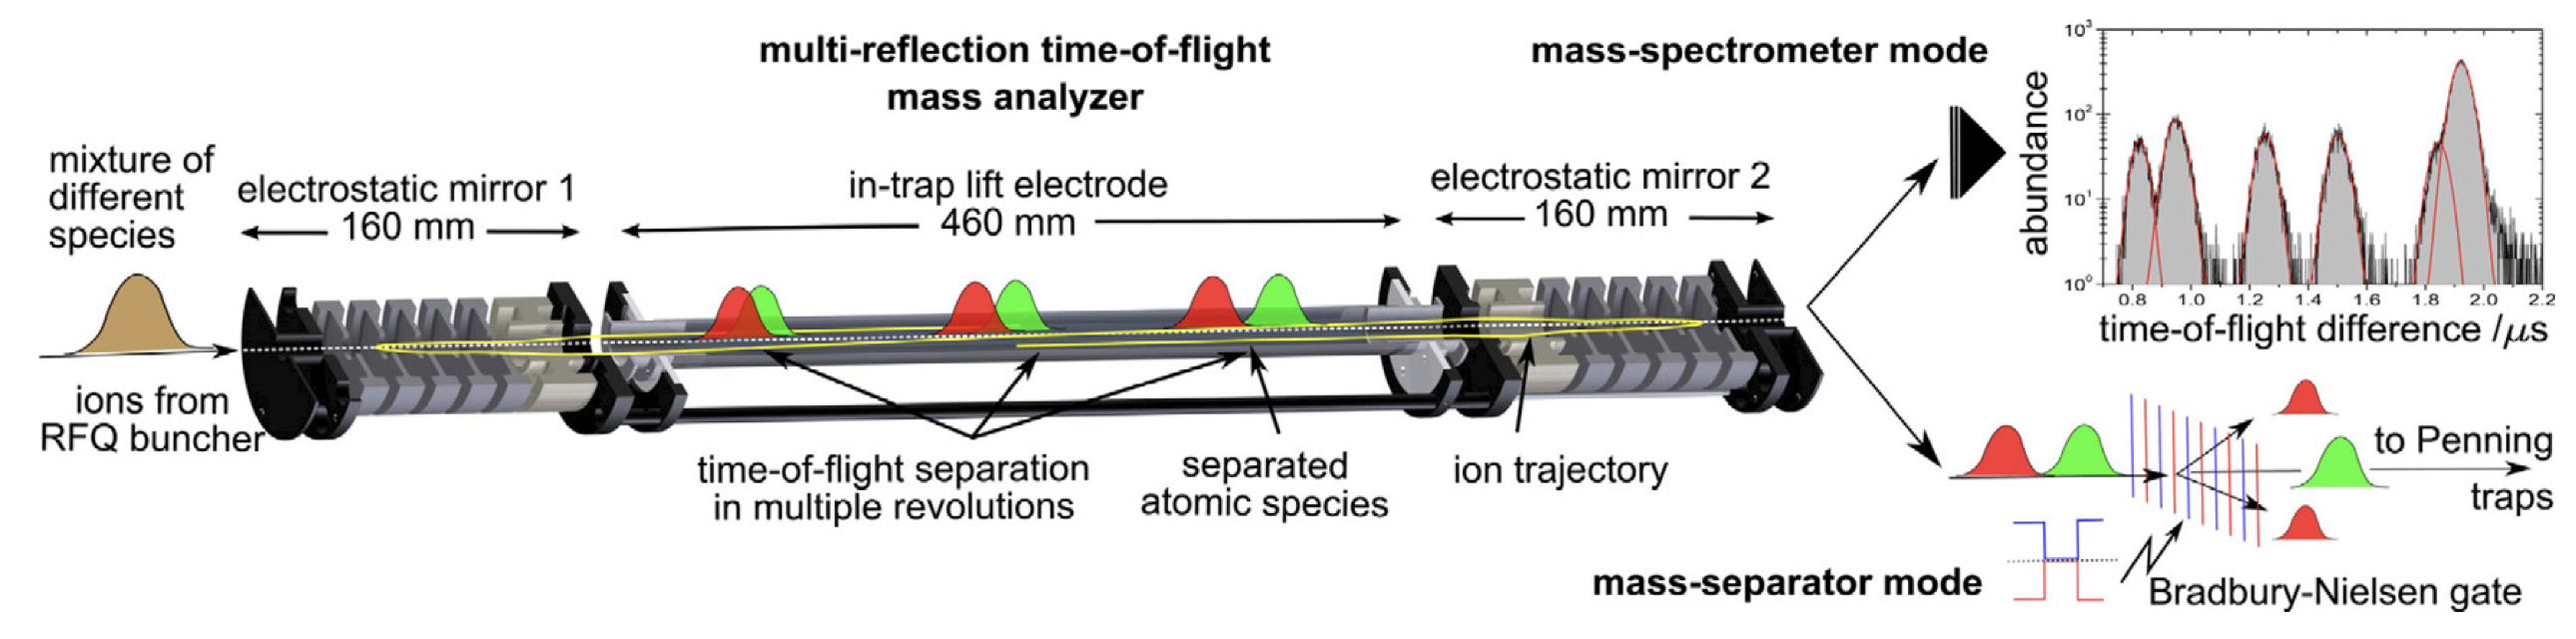 multi-reflection time-of-flight
mass analyzer
mass-spectrometer mode
mixture of
different
species
electrostatic mirror 1
160 mm
in-trap lift electrode
460 mm
electrostatic mirror 2
160 mm
ions from
RFQ buncher
time-of-flight separation
in multiple revolutions
separated
atomic species
ion trajectory
abundance
10³
10²
10¹
10⁰
0.8 1.0 1.2 1.4 1.6 1.8 2.0 2.2
time-of-flight difference /μs
to Penning
traps
mass-separator mode
Bradbury-Nielsen gate